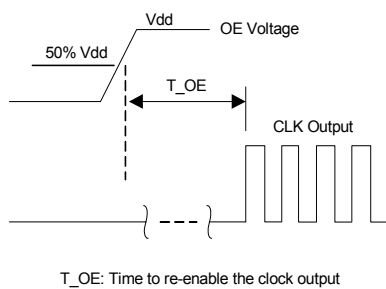 Vdd
OE Voltage
50% Vdd
T_OE
CLK Output
T_OE: Time to re-enable the clock output